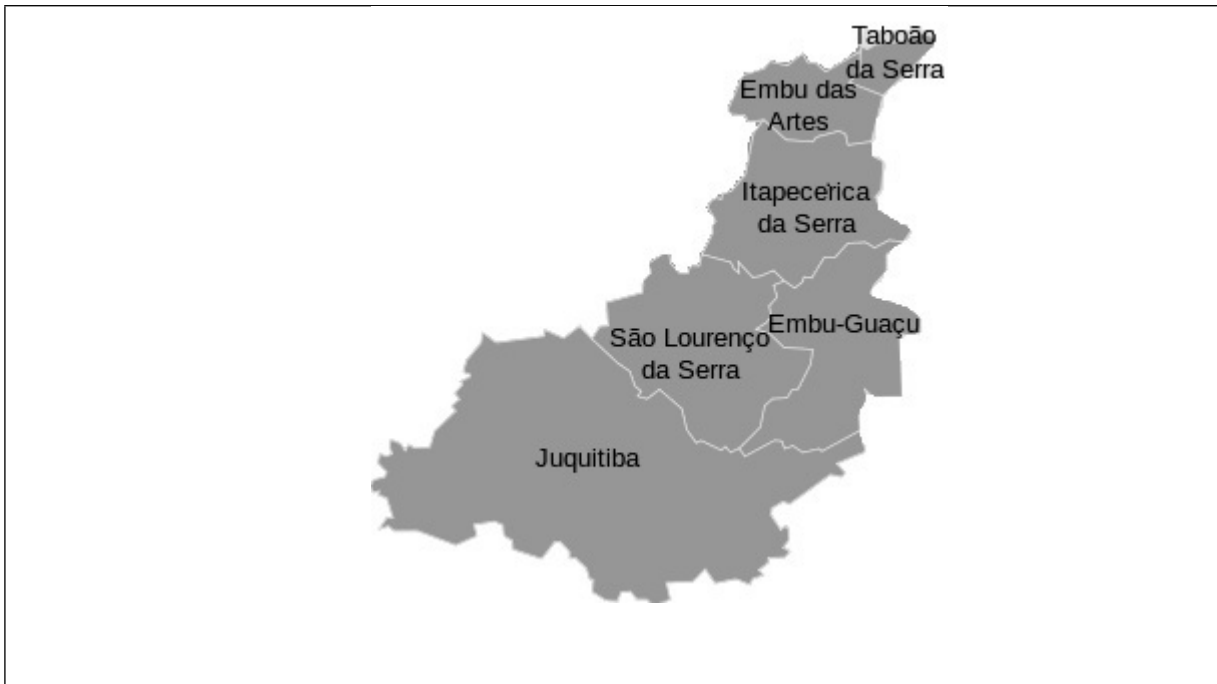 Taboão
da Serra
Embu das
Artes
Itapecerica
da Serra
Embu-Guaçu
São Lourenço
da Serra
Juquitiba